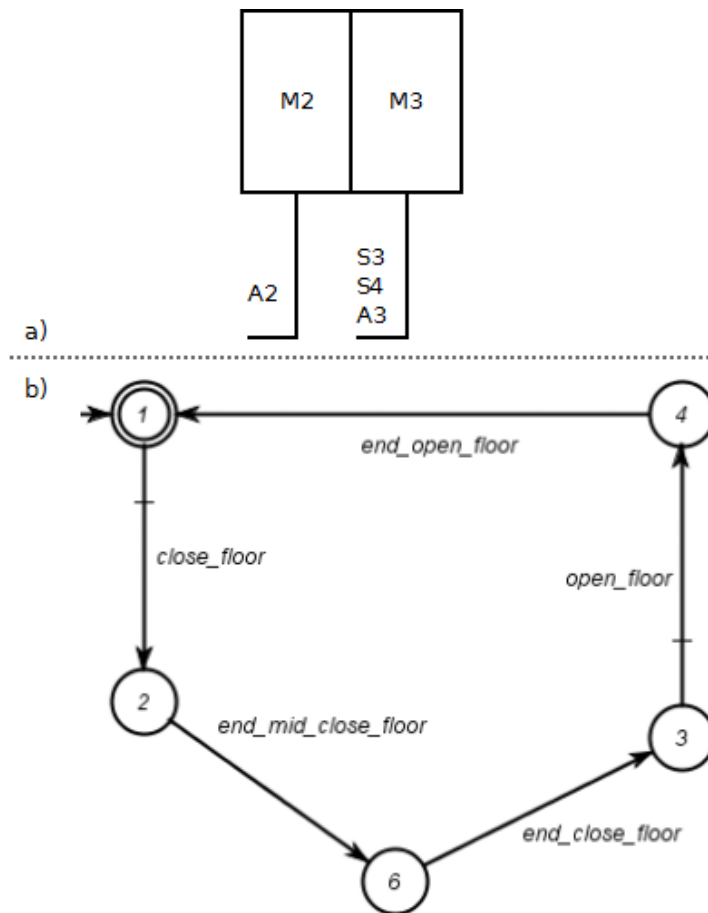 M2 M3
S3
A2 S4
A3
a)
b)
1 4
end_open_floor
close_floor
open_floor
2
end_mid_close_floor
3
end_close_floor
6